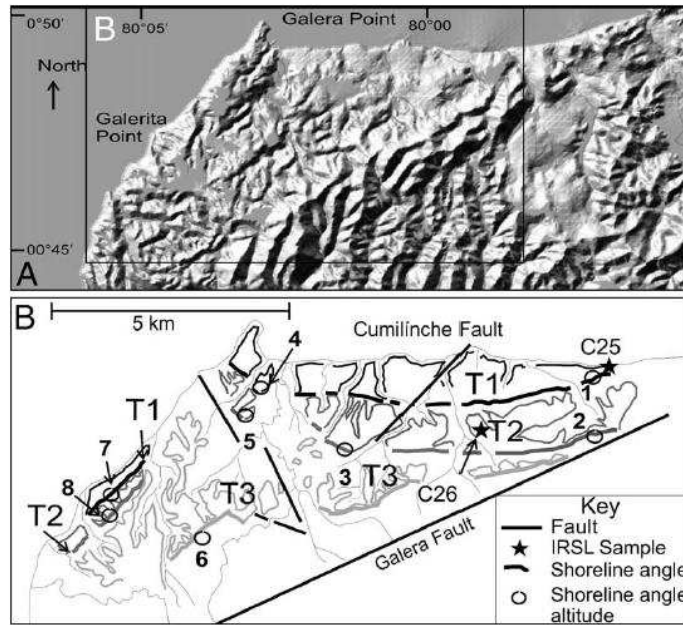 Galera Point
0°50' B 80°05' 80°00'
North
Galerita
Point
00°45'
A
B
5 km
Cumilínche Fault
4
C25
T1
1
T1
7
5
2
T2
8
3
T3
T3
T2
C26
6
Galera Fault
Key
Fault
IRSL Sample
Shoreline angle
Shoreline angle
altitude